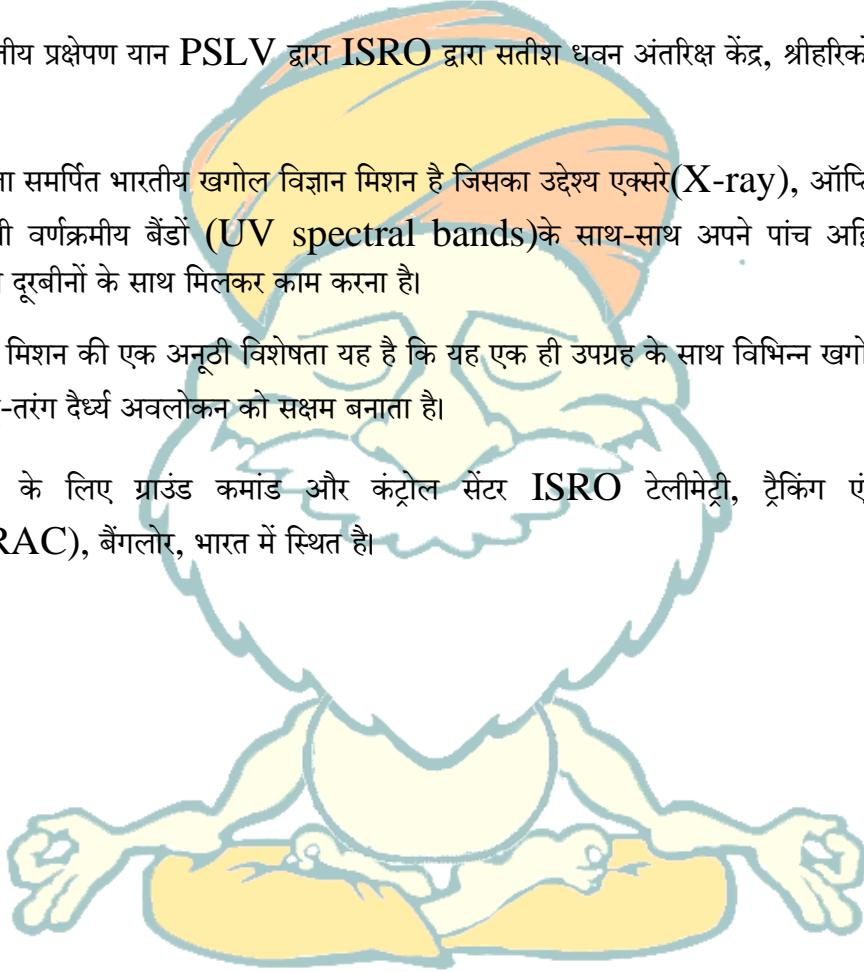 तीय प्रक्षेपण यान PSLV द्वारा ISRO द्वारा सतीश धवन अंतरिक्ष केंद्र, श्रीहरिको
ा समर्पित भारतीय खगोल विज्ञान मिशन है जिसका उद्देश्य एक्सरे(X-ray), ऑप्टि
ी वर्णक्रमीय बैंडों (UV spectral bands)के साथ-साथ अपने पांच
दूरबीनों के साथ मिलकर काम करना है।
मिशन की एक अनूठी विशेषता यह है कि यह एक ही उपग्रह के साथ विभिन्न खगो
-तरंग दैर्ध्य अवलोकन को सक्षम बनाता है।
के लिए ग्राउंड कमांड और कंट्रोल सेंटर ISRO टेलीमेट्री, ट्रैकिंग एं
RAC), बैंगलोर, भारत में स्थित है।